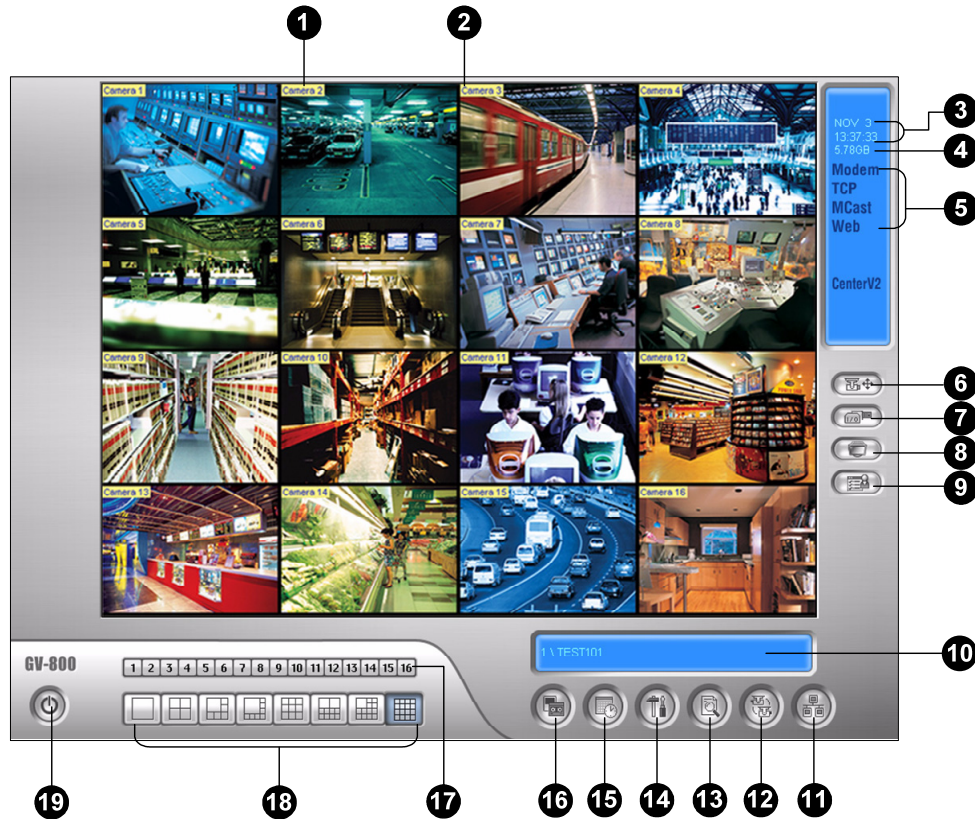 1 2
Camera 1 Camera 2 Camera 3 Camera 4
NOV 3
3
13:37:33
5.78GB
4
Modem
TCP
5
MCast
Web
Camera 5 Camera 6 Camera 7 Camera 8
CenterV2
Camera 9 Camera 10 Camera 11 Camera 12
6
I/O
7
8
9
Camera 13 Camera 14 Camera 15 Camera 16
1 \ TEST101
10
GV-800
1 2 3 4 5 6 7 8 9 10 11 12 13 14 15 16
19 18 17 16 15 14 13 12 11